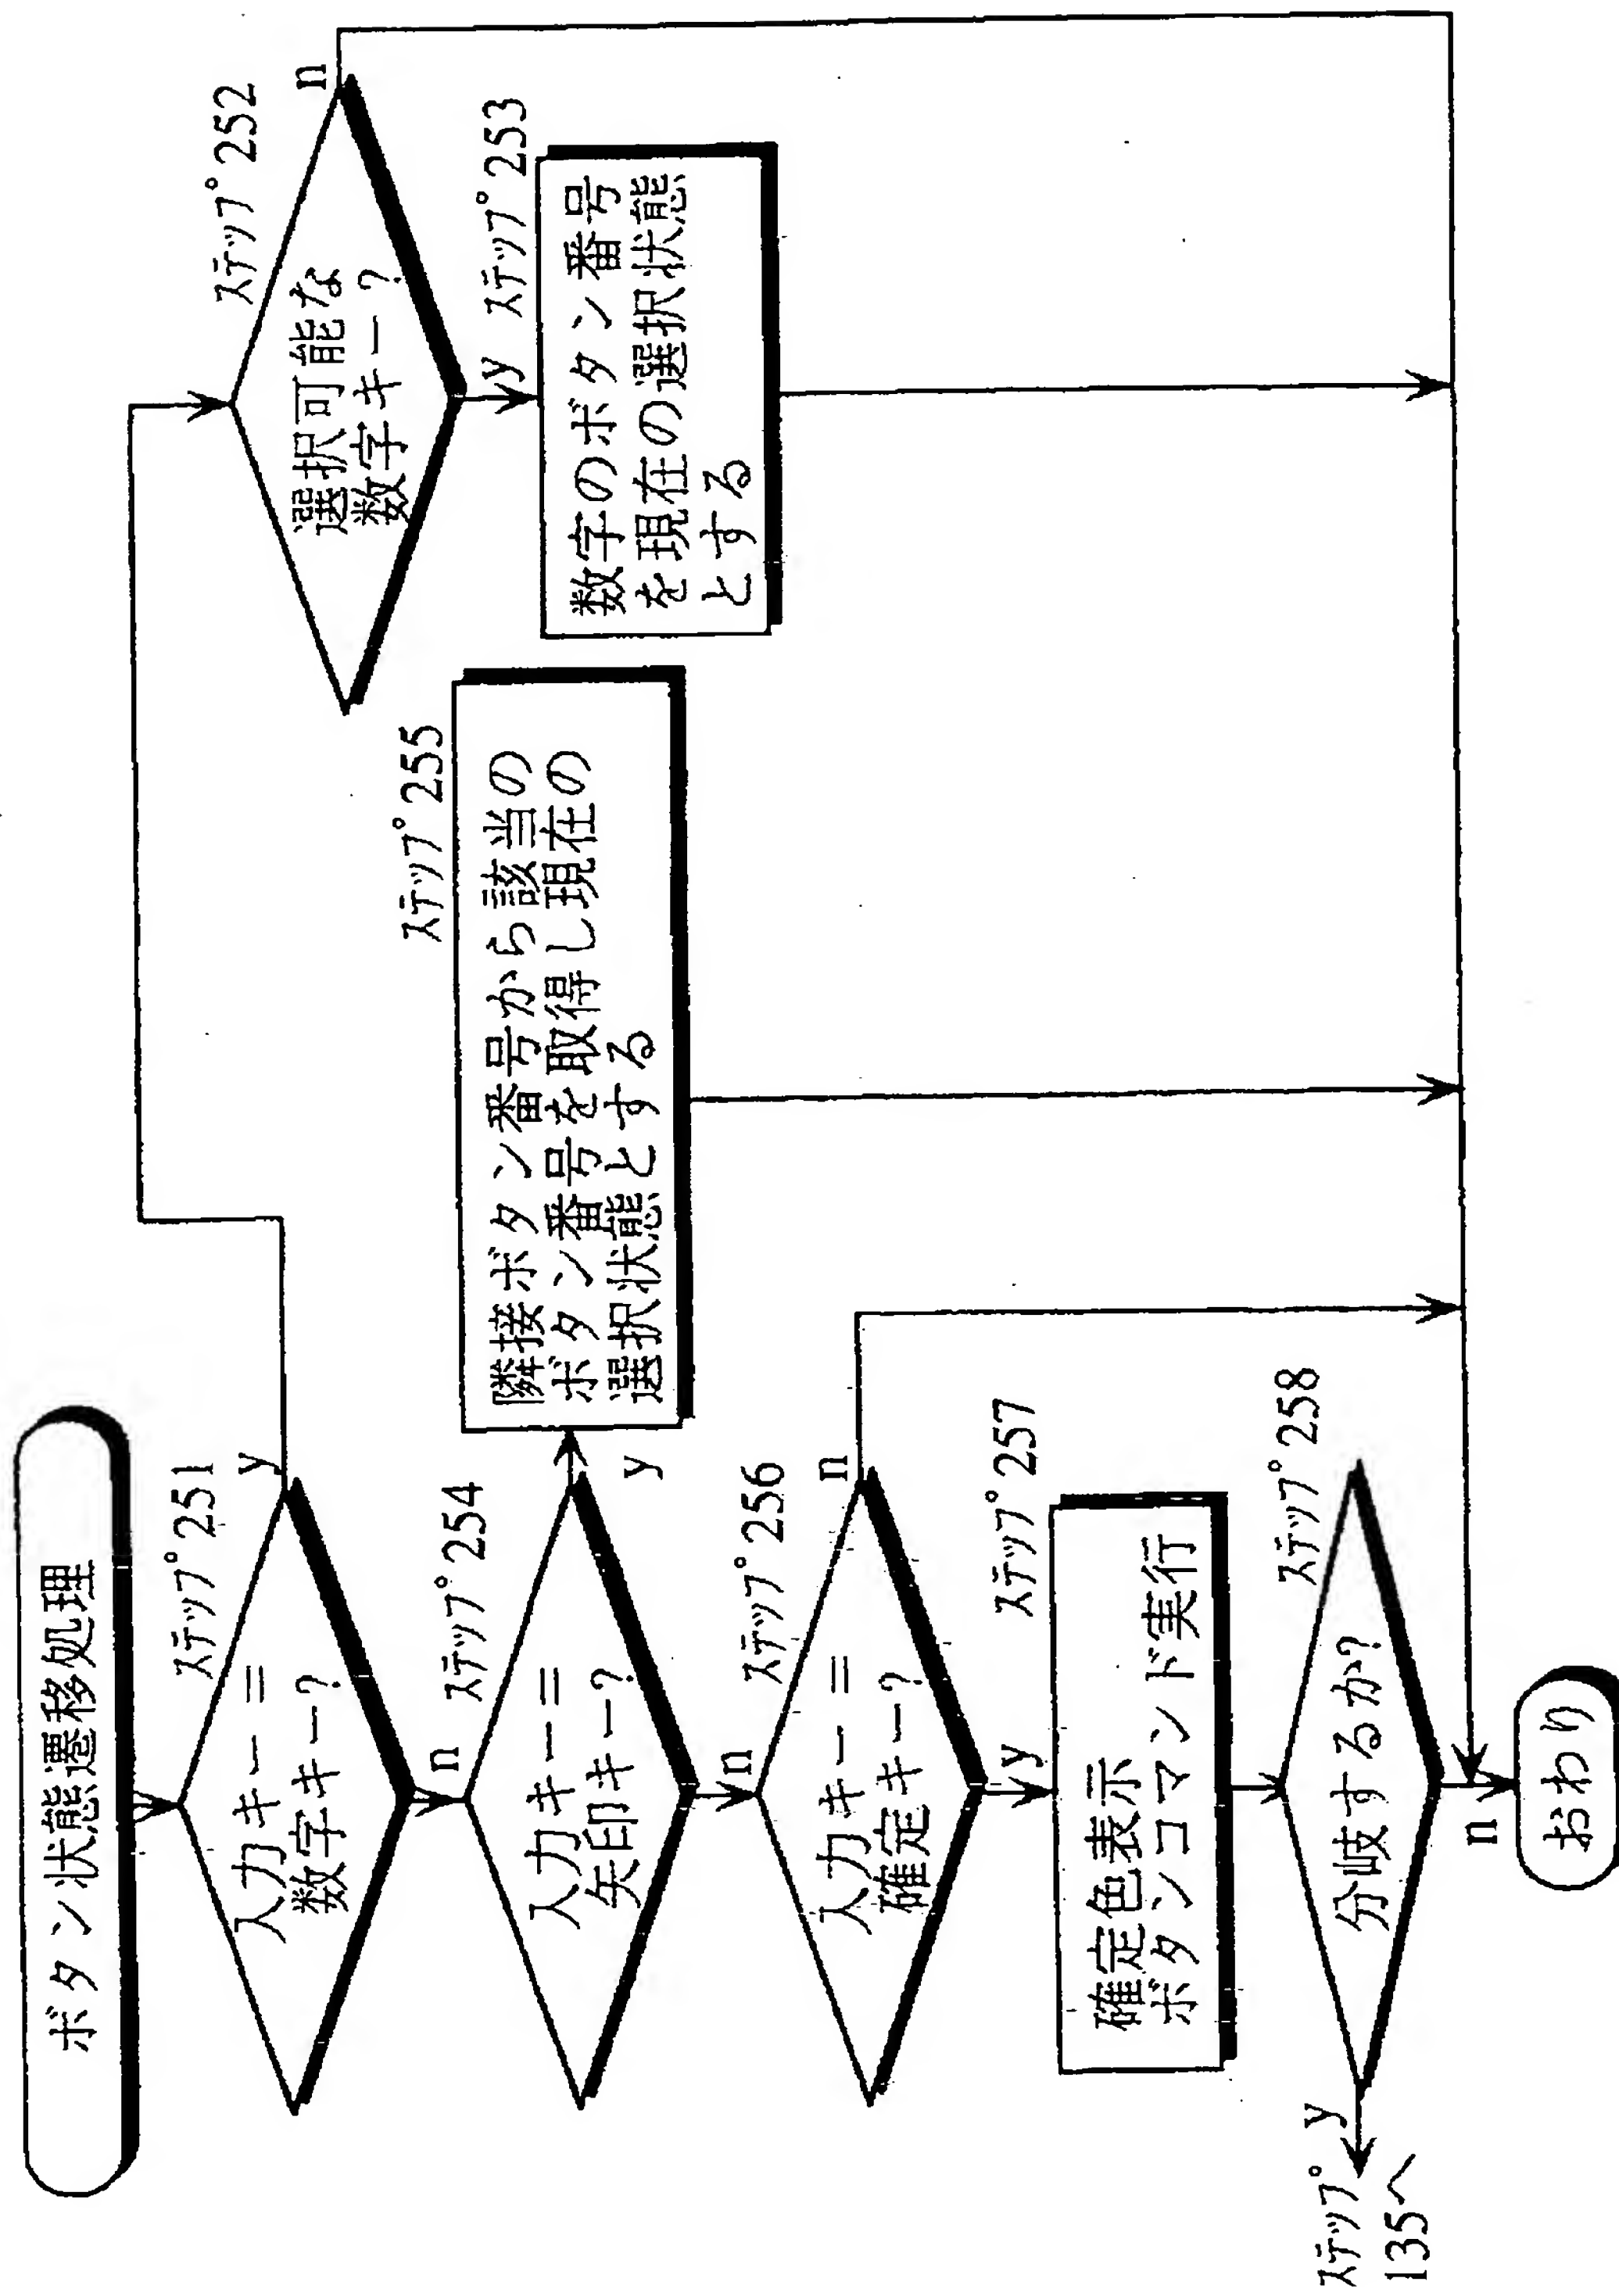 ボタン状態遷移処理
ステップ251
入力キー＝
数字キー?
y
n
ステップ252
選択可能な
数字キー?
n
y
ステップ253
数字のボタン番号
を現在の選択状態
とする
ステップ254
入力キー＝
矢印キー?
y
n
ステップ255
隣接ボタン番号から該当の
ボタン番号を取得し現在の
選択状態とする
ステップ256
入力キー＝
確定キー?
n
y
ステップ257
確定色表示
ボタンコマンド実行
ステップ258
分岐するか?
y
ステップ
135へ
n
おわり